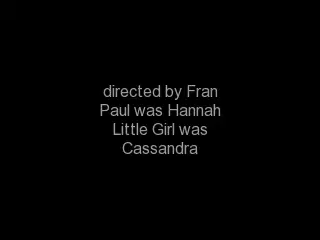 directed by Fran
Paul was Hannah
Little Girl was
Cassandra